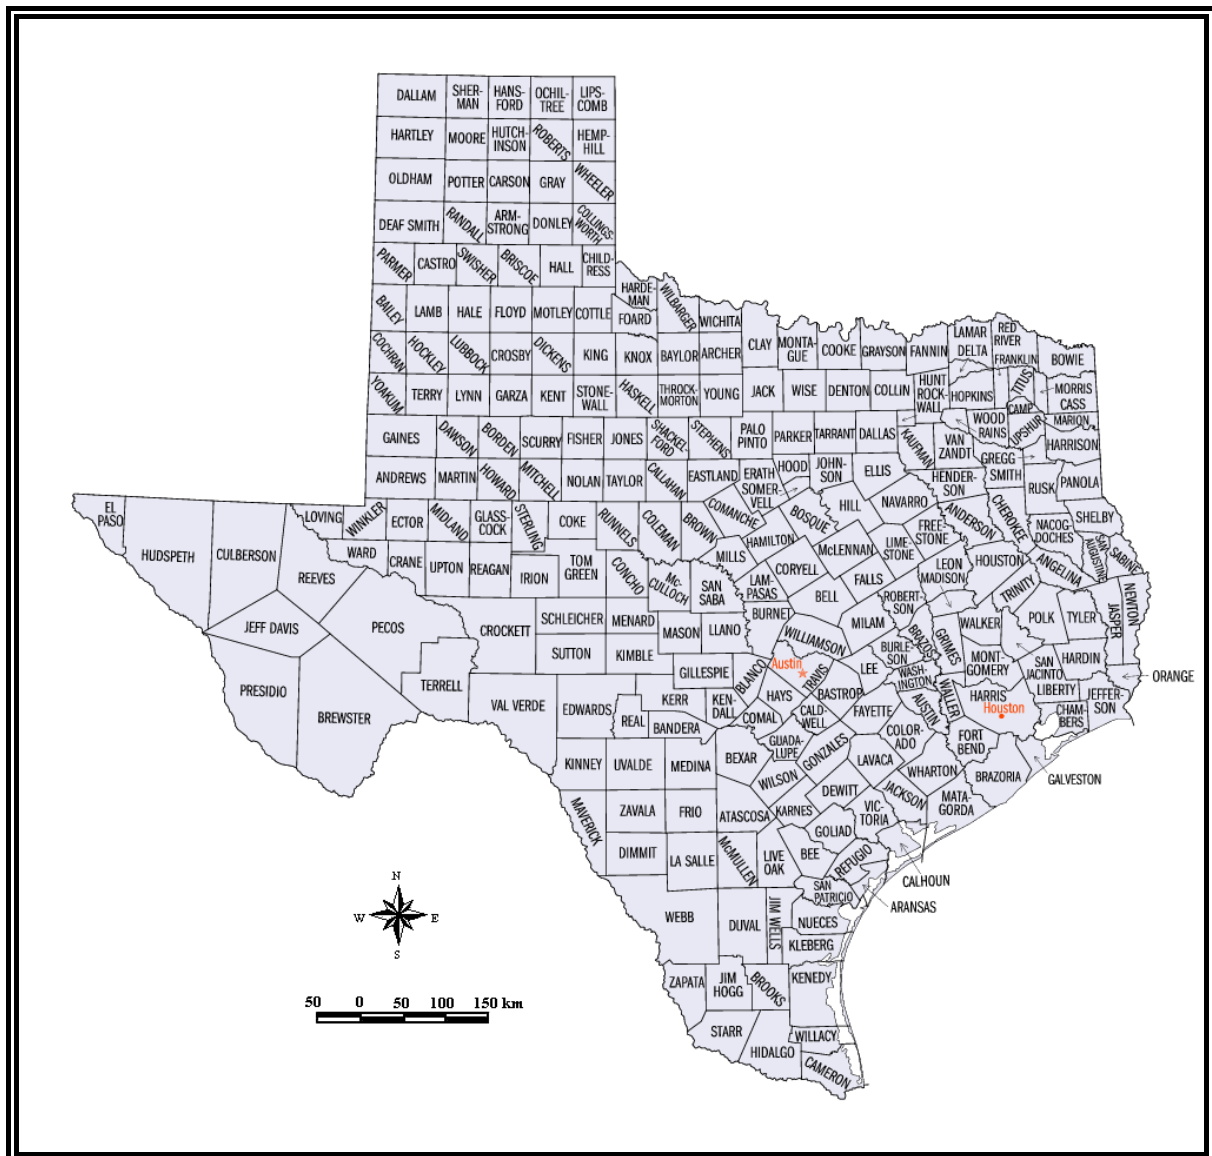 DALLAM
SHER-
MAN
HANS-
FORD
OCHIL-
TREE
LIPS-
COMB
HARTLEY
MOORE
HUTCH-
INSON
ROBERTS
HEMP-
HILL
OLDHAM
POTTER
CARSON
GRAY
WHEELER
DEAF SMITH
RANDALL
ARM-
STRONG
DONLEY
COLLINGS-
WORTH
PARMER
CASTRO
SWISHER
BRISCOE
HALL
CHILD-
RESS
HARDE-
MAN
BAILEY
LAMB
HALE
FLOYD
MOTLEY
COTTLE
FOARD
WILBARGER
WICHITA
COCHRAN
HOCKLEY
LUBBOCK
CROSBY
DICKENS
KING
KNOX
BAYLOR
ARCHER
CLAY
MONTA-
GUE
COOKE
GRAYSON
FANNIN
LAMAR
RED
RIVER
DELTA
FRANKLIN
BOWIE
YOAKUM
TERRY
LYNN
GARZA
KENT
STONE-
WALL
HASKELL
THROCK-
MORTON
YOUNG
JACK
WISE
DENTON
COLLIN
HUNT
ROCK-
WALL
HOPKINS
TITUS
MORRIS
CASS
CAMP
GAINES
DAWSON
BORDEN
SCURRY
FISHER
JONES
SHACKEL-
FORD
STEPHENS
PALO
PINTO
PARKER
TARRANT
DALLAS
KAUFMAN
VAN
ZANDT
WOOD
RAINS
UPSHUR
MARION
HARRISON
GREGG
SMITH
ANDREWS
MARTIN
HOWARD
MITCHELL
NOLAN
TAYLOR
CALLAHAN
EASTLAND
ERATH
SOMER-
VELL
HOOD
JOHN-
SON
ELLIS
HENDER-
SON
RUSK
PANOLA
EL
PASO
HUDSPETH
CULBERSON
LOVING
WINKLER
ECTOR
MIDLAND
GLASS-
COCK
STERLING
COKE
RUNNELS
COLEMAN
BROWN
COMANCHE
BOSQUE
HILL
NAVARRO
ANDERSON
CHEROKEE
NACOG-
DOCHES
SHELBY
SAN
AUGUSTINE
SABINE
REEVES
WARD
CRANE
UPTON
REAGAN
IRION
TOM
GREEN
CONCHO
Mc-
CULLOCH
SAN
SABA
MILLS
HAMILTON
LAM-
PASAS
CORYELL
McLENNAN
LIME-
STONE
FREE-
STONE
LEON
HOUSTON
ANGELINA
TRINITY
MADISON
FALLS
BELL
ROBERT-
SON
JEFF DAVIS
PECOS
CROCKETT
SCHLEICHER
MENARD
MASON
LLANO
BURNET
WILLIAMSON
MILAM
BRAZOS
GRIMES
WALKER
POLK
TYLER
JASPER
NEWTON
SUTTON
KIMBLE
GILLESPIE
BLANCO
Austin
TRAVIS
LEE
BURLE-
SON
WASH-
INGTON
MONT-
GOMERY
SAN
JACINTO
HARDIN
ORANGE
PRESIDIO
BREWSTER
TERRELL
VAL VERDE
EDWARDS
REAL
KERR
BANDERA
KEN-
DALL
HAYS
COMAL
CALD-
WELL
BASTROP
FAYETTE
AUSTIN
WALLER
HARRIS
Houston
LIBERTY
CHAM-
BERS
JEFFER-
SON
KINNEY
UVALDE
MEDINA
BEXAR
GUADA-
LUPE
GONZALES
LAVACA
COLOR-
ADO
WHARTON
FORT
BEND
BRAZORIA
GALVESTON
MAVERICK
ZAVALA
FRIO
ATASCOSA
WILSON
KARNES
DEWITT
VIC-
TORIA
JACKSON
MATA-
GORDA
DIMMIT
LA SALLE
McMULLEN
LIVE
OAK
BEE
GOLIAD
REFUGIO
CALHOUN
ARANSAS
SAN
PATRICIO
WEBB
DUVAL
JIM WELLS
NUECES
KLEBERG
ZAPATA
JIM
HOGG
BROOKS
KENEDY
STARR
HIDALGO
WILLACY
CAMERON
N
W
E
S
50 0 50 100 150 km